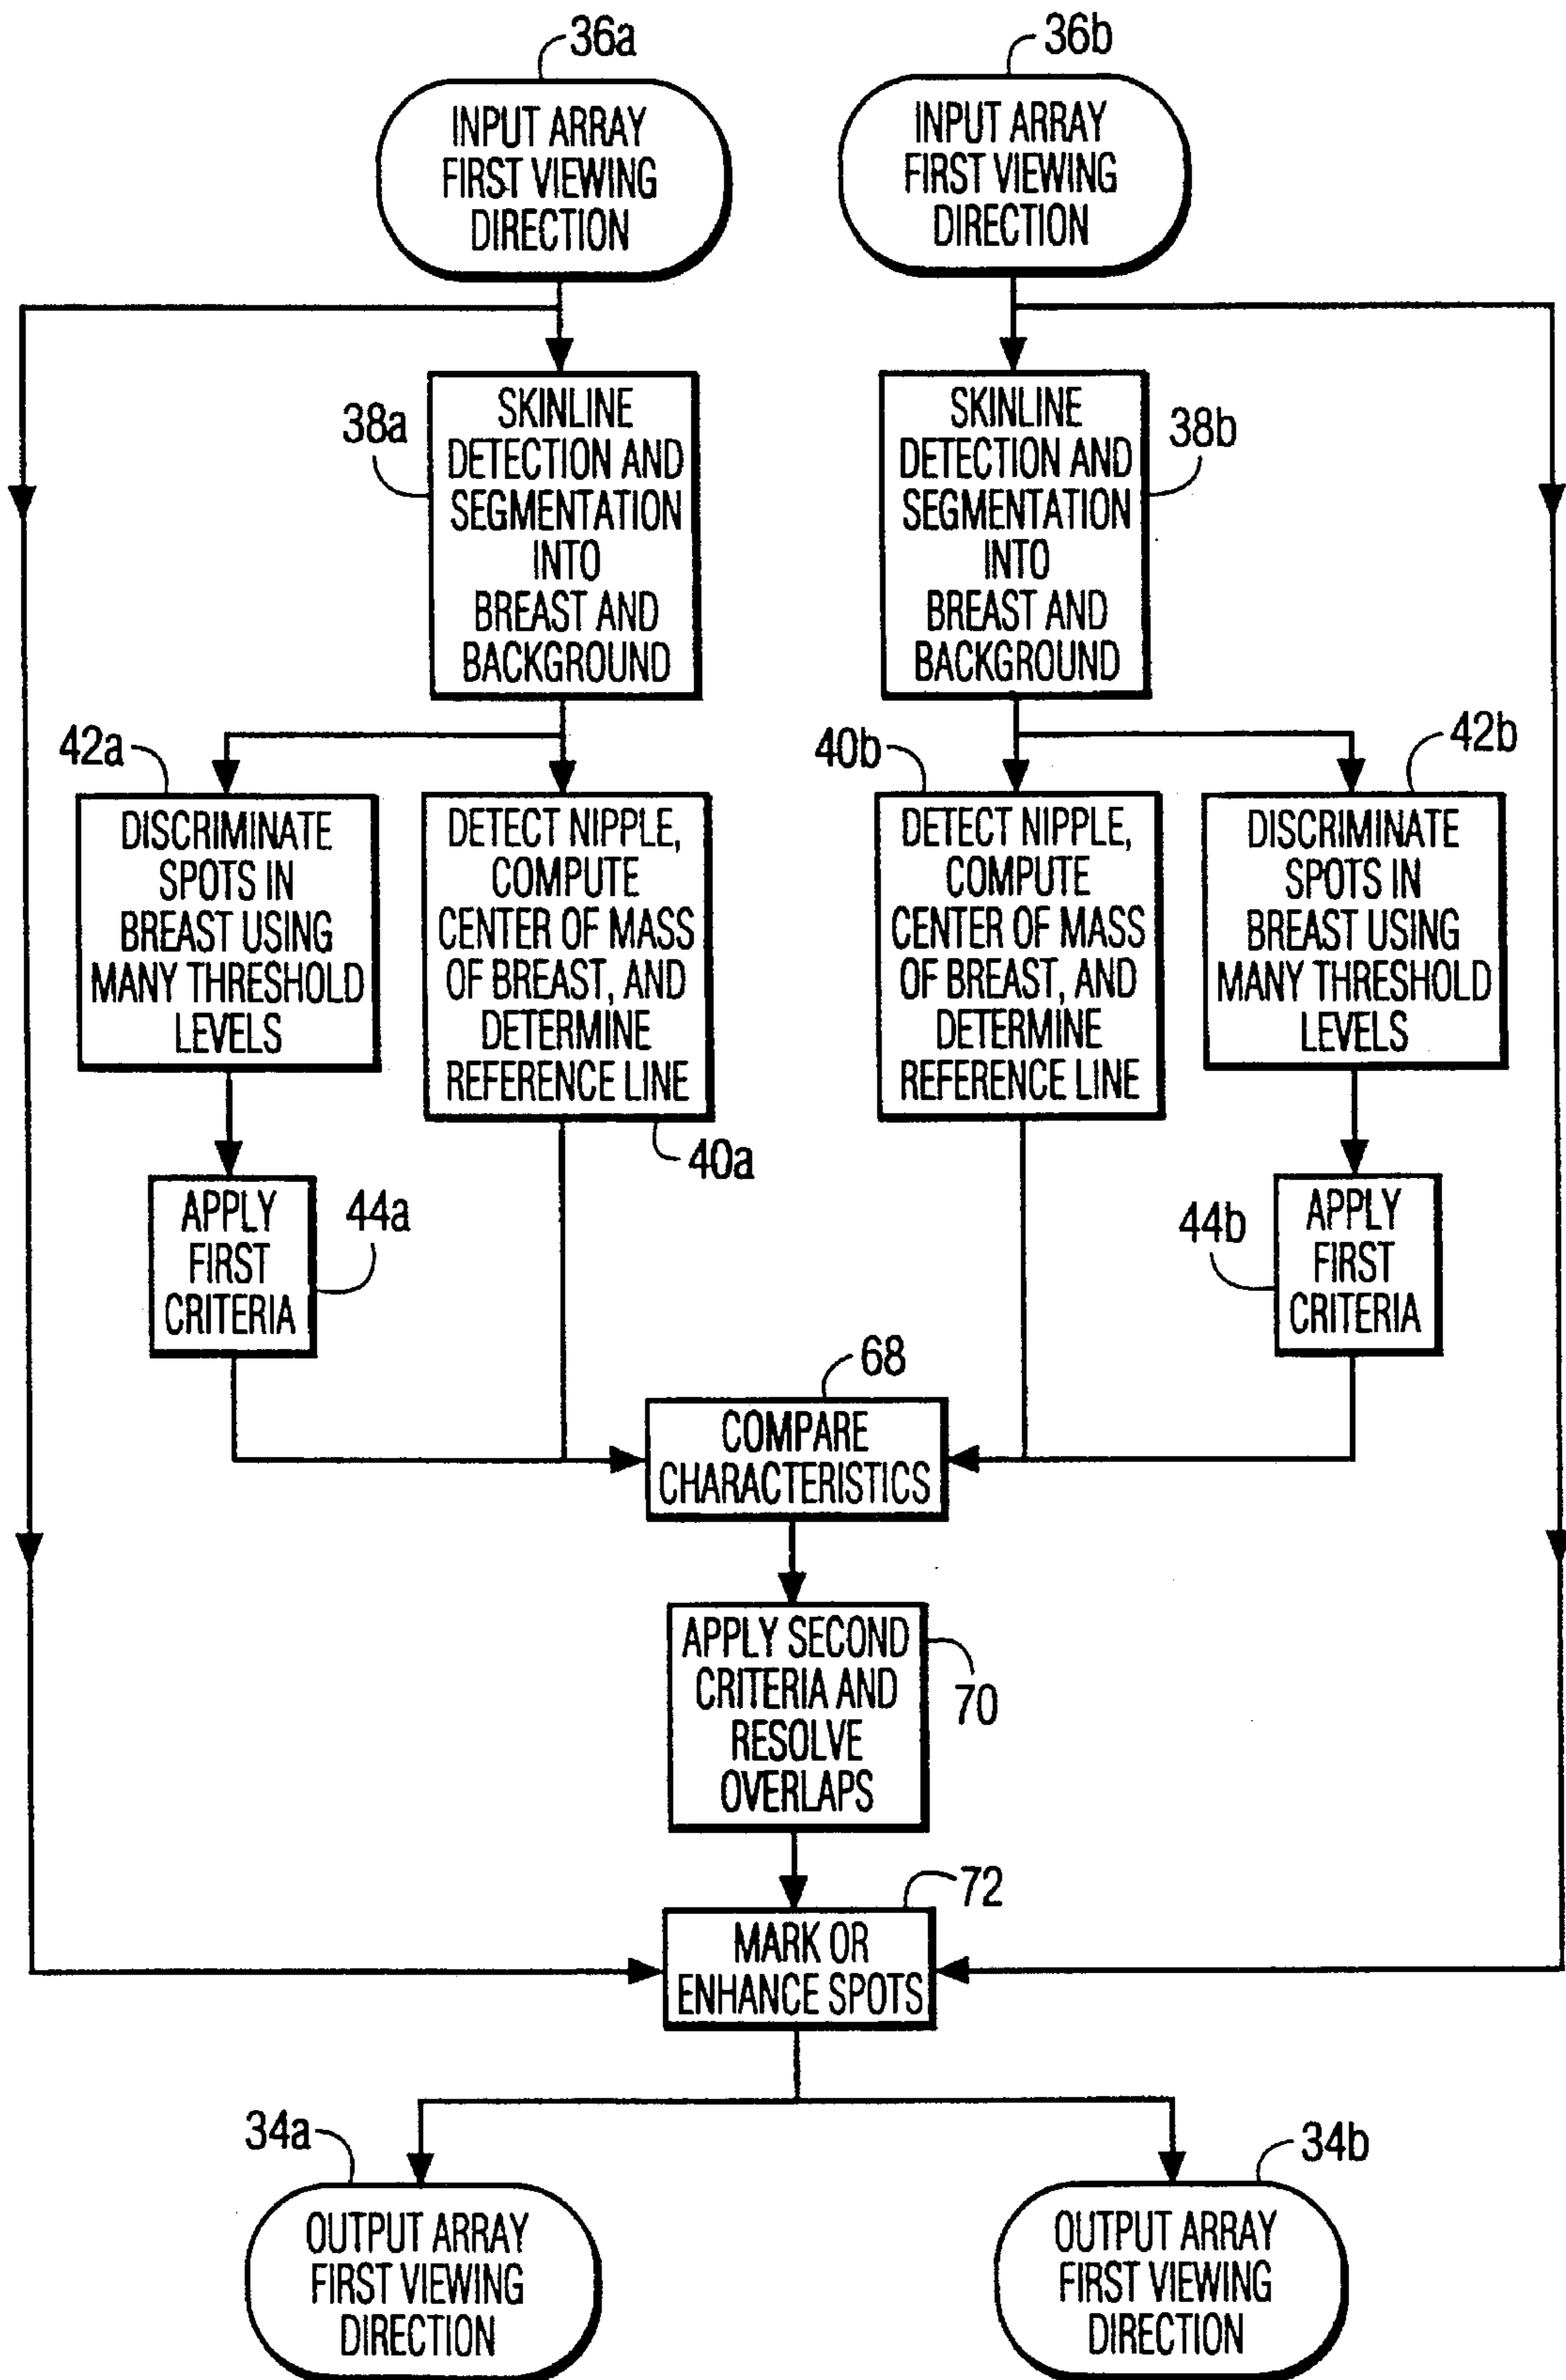 36a
INPUT ARRAY
FIRST VIEWING
DIRECTION
36b
INPUT ARRAY
FIRST VIEWING
DIRECTION
38a
SKINLINE
DETECTION AND
SEGMENTATION
INTO
BREAST AND
BACKGROUND
38b
SKINLINE
DETECTION AND
SEGMENTATION
INTO
BREAST AND
BACKGROUND
42a
DISCRIMINATE
SPOTS IN
BREAST USING
MANY THRESHOLD
LEVELS
DETECT NIPPLE,
COMPUTE
CENTER OF MASS
OF BREAST, AND
DETERMINE
REFERENCE LINE
40a
40b
DETECT NIPPLE,
COMPUTE
CENTER OF MASS
OF BREAST, AND
DETERMINE
REFERENCE LINE
42b
DISCRIMINATE
SPOTS IN
BREAST USING
MANY THRESHOLD
LEVELS
44a
APPLY
FIRST
CRITERIA
44b
APPLY
FIRST
CRITERIA
68
COMPARE
CHARACTERISTICS
APPLY SECOND
CRITERIA AND
RESOLVE
OVERLAPS
70
72
MARK OR
ENHANCE SPOTS
34a
OUTPUT ARRAY
FIRST VIEWING
DIRECTION
34b
OUTPUT ARRAY
FIRST VIEWING
DIRECTION